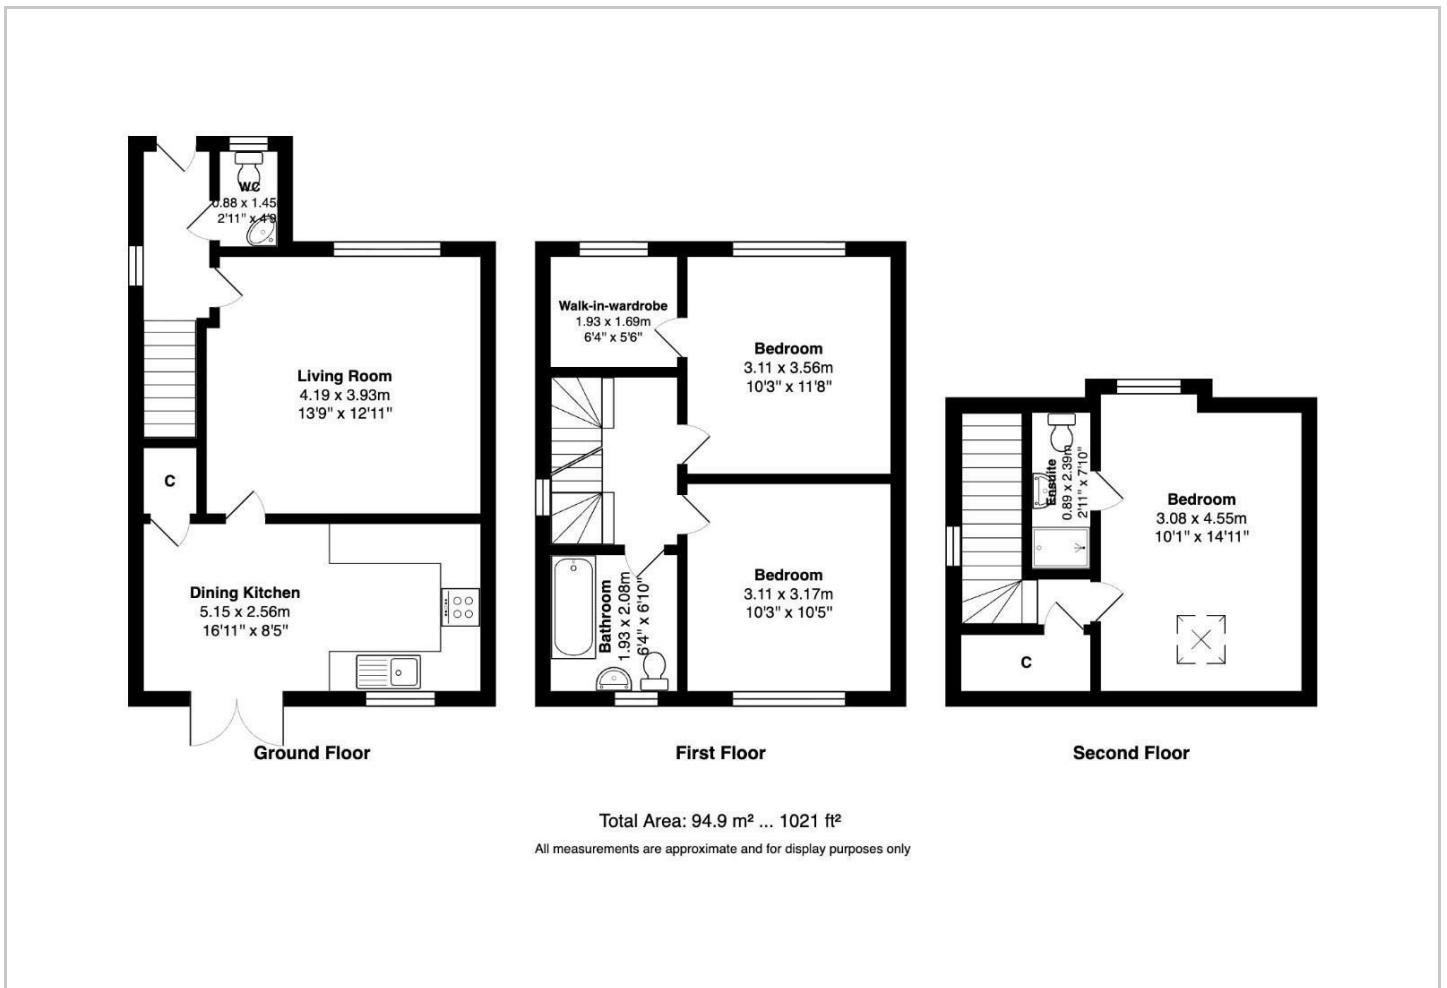 WC
0.88 x 1.45
2'11" x 4'9
Living Room
4.19 x 3.93m
13'9" x 12'11"
C
Dining Kitchen
5.15 x 2.56m
16'11" x 8'5"
Ground Floor
Walk-in-wardrobe
1.93 x 1.69m
6'4" x 5'6"
Bedroom
3.11 x 3.56m
10'3" x 11'8"
Bedroom
3.11 x 3.17m
10'3" x 10'5"
Bathroom
1.93 x 2.08m
6'4" x 6'10"
First Floor
Ensuite
0.89 x 2.39m
2'11" x 7'10"
Bedroom
3.08 x 4.55m
10'1" x 14'11"
C
Second Floor
Total Area: 94.9 m² ... 1021 ft²
All measurements are approximate and for display purposes only